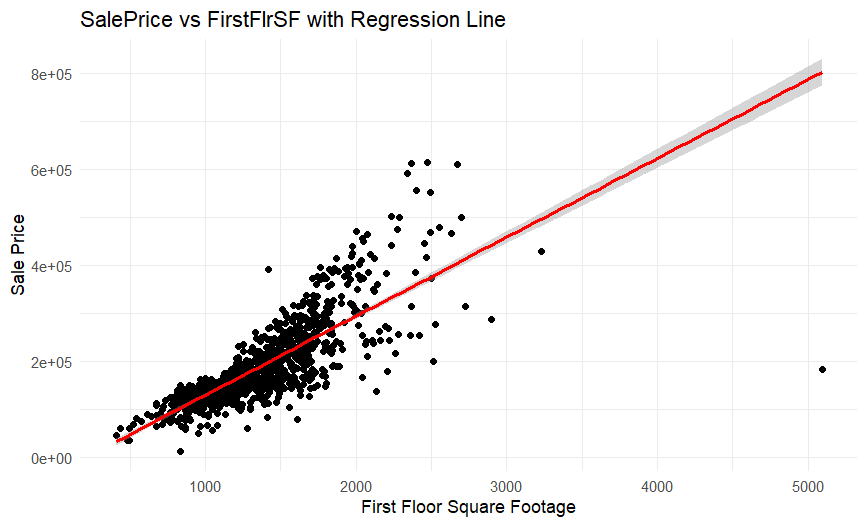 SalePrice vs FirstFlrSF with Regression Line
8e+05
6e+05
4e+05
2e+05
0e+00
Sale Price
1000 2000 3000 4000 5000
First Floor Square Footage